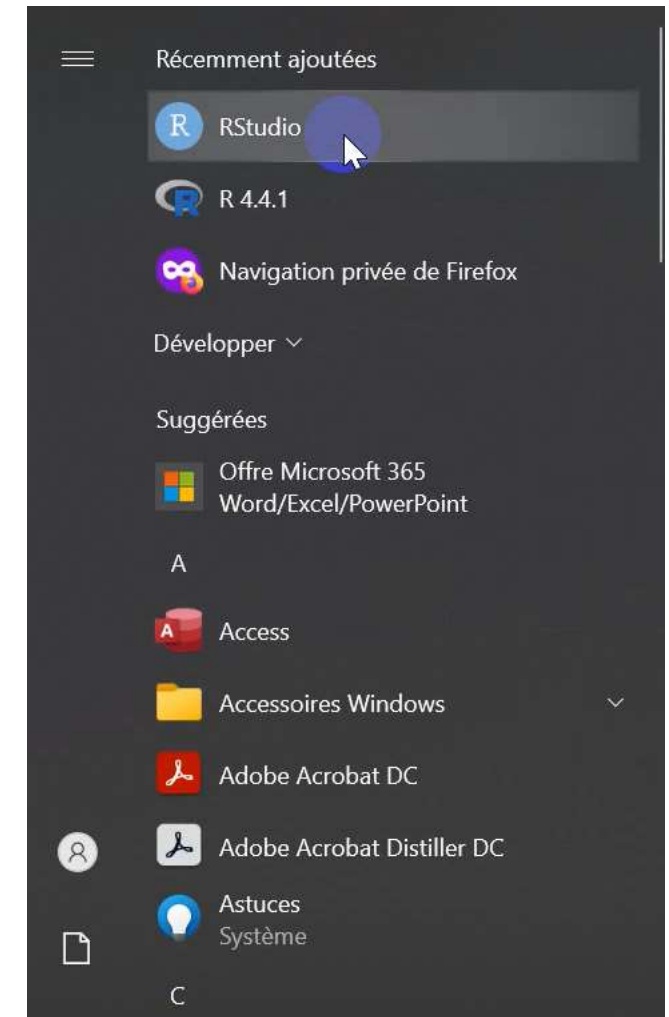 Récemment ajoutées
R RStudio
R 4.4.1
Navigation privée de Firefox
Développer
Suggérées
Offre Microsoft 365
Word/Excel/PowerPoint
A
A Access
Accessoires Windows
Adobe Acrobat DC
Adobe Acrobat Distiller DC
Astuces
Système
C